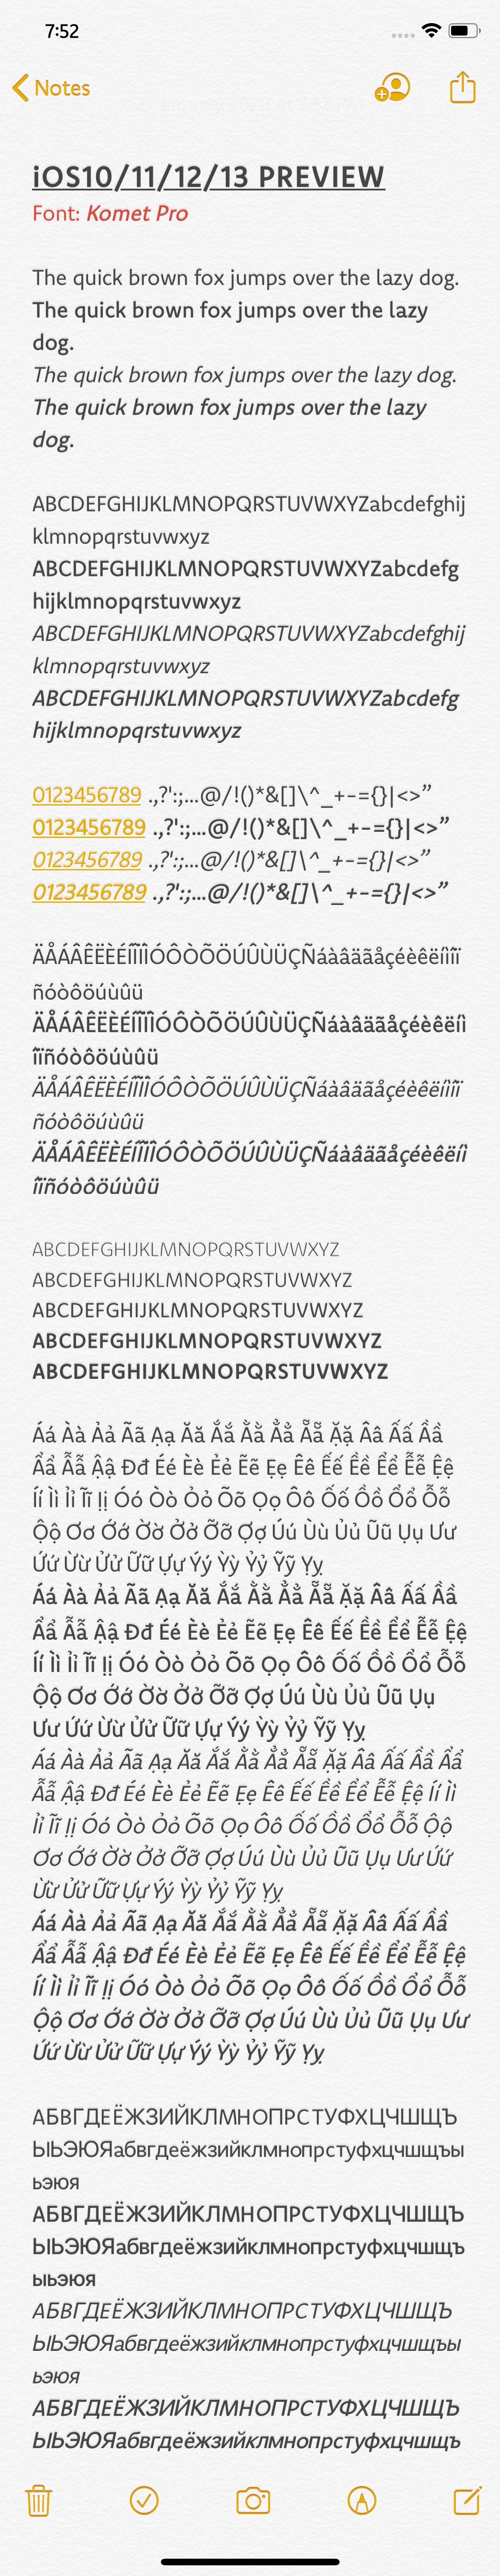 7:52
Notes
iOS10/11/12/13 PREVIEW
Font: Komet Pro
The quick brown fox jumps over the lazy dog.
The quick brown fox jumps over the lazy
dog.
The quick brown fox jumps over the lazy dog.
The quick brown fox jumps over the lazy
dog.
ABCDEFGHIJKLMNOPQRSTUVWXYZabcdefghij
klmnopqrstuvwxyz
ABCDEFGHIJKLMNOPQRSTUVWXYZabcdefg
hijklmnopqrstuvwxyz
ABCDEFGHIJKLMNOPQRSTUVWXYZabcdefghij
klmnopqrstuvwxyz
ABCDEFGHIJKLMNOPQRSTUVWXYZabcdefg
hijklmnopqrstuvwxyz
0123456789 .,?':;...@/!()*&[]\^_+-={}|<>”
0123456789 .,?':;...@/!()*&[]\^_+-={}|<>”
0123456789 .,?':;...@/!()*&[]\^_+-={}|<>”
0123456789 .,?':;...@/!()*&[]\^_+-={}|<>”
ÄÅÁÂÊËÈÉÍÎÏÌÓÔÒÕÖÚÛÙÜÇÑáàâäãåçéèêëíìîï
ñóòôöúùûü
ÄÅÁÂÊËÈÉÍÎÏÌÓÔÒÕÖÚÛÙÜÇÑáàâäãåçéèêëíì
îïñóòôöúùûü
ÄÅÁÂÊËÈÉÍÎÏÌÓÔÒÕÖÚÛÙÜÇÑáàâäãåçéèêëíìîï
ñóòôöúùûü
ÄÅÁÂÊËÈÉÍÎÏÌÓÔÒÕÖÚÛÙÜÇÑáàâäãåçéèêëíì
îïñóòôöúùûü
ABCDEFGHIJKLMNOPQRSTUVWXYZ
ABCDEFGHIJKLMNOPQRSTUVWXYZ
ABCDEFGHIJKLMNOPQRSTUVWXYZ
ABCDEFGHIJKLMNOPQRSTUVWXYZ
ABCDEFGHIJKLMNOPQRSTUVWXYZ
Áá Àà Ảả Ãã Ạạ Ăă Ắắ Ằằ Ẳẳ Ẵẵ Ặặ Ââ Ấấ Ầầ
Ẩẩ Ẫẫ Ậậ Đđ Éé Èè Ẻẻ Ẽẽ Ẹẹ Êê Ếế Ềề Ểể Ễễ Ệệ
Íí Ìì Ỉỉ Ĩĩ Ịị Óó Òò Ỏỏ Õõ Ọọ Ôô Ốố Ồồ Ổổ Ỗỗ
Ộộ Ơơ Ớớ Ờờ Ởở Ỡỡ Ợợ Úú Ùù Ủủ Ũũ Ụụ Ưư
Ứứ Ừừ Ửử Ữữ Ựự Ýý Ỳỳ Ỷỷ Ỹỹ Ỵỵ
Áá Àà Ảả Ãã Ạạ Ăă Ắắ Ằằ Ẳẳ Ẵẵ Ặặ Ââ Ấấ Ầầ
Ẩẩ Ẫẫ Ậậ Đđ Éé Èè Ẻẻ Ẽẽ Ẹẹ Êê Ếế Ềề Ểể Ễễ Ệệ
Íí Ìì Ỉỉ Ĩĩ Ịị Óó Òò Ỏỏ Õõ Ọọ Ôô Ốố Ồồ Ổổ Ỗỗ
Ộộ Ơơ Ớớ Ờờ Ởở Ỡỡ Ợợ Úú Ùù Ủủ Ũũ Ụụ
Ưư Ứứ Ừừ Ửử Ữữ Ựự Ýý Ỳỳ Ỷỷ Ỹỹ Ỵỵ
Áá Àà Ảả Ãã Ạạ Ăă Ắắ Ằằ Ẳẳ Ẵẵ Ặặ Ââ Ấấ Ầầ Ẩẩ
Ẫẫ Ậậ Đđ Éé Èè Ẻẻ Ẽẽ Ẹẹ Êê Ếế Ềề Ểể Ễễ Ệệ Íí Ìì
Ỉỉ Ĩĩ Ịị Óó Òò Ỏỏ Õõ Ọọ Ôô Ốố Ồồ Ổổ Ỗỗ Ộộ
Ơơ Ớớ Ờờ Ởở Ỡỡ Ợợ Úú Ùù Ủủ Ũũ Ụụ Ưư Ứứ
Ừừ Ửử Ữữ Ựự Ýý Ỳỳ Ỷỷ Ỹỹ Ỵỵ
Áá Àà Ảả Ãã Ạạ Ăă Ắắ Ằằ Ẳẳ Ẵẵ Ặặ Ââ Ấấ Ầầ
Ẩẩ Ẫẫ Ậậ Đđ Éé Èè Ẻẻ Ẽẽ Ẹẹ Êê Ếế Ềề Ểể Ễễ Ệệ
Íí Ìì Ỉỉ Ĩĩ Ịị Óó Òò Ỏỏ Õõ Ọọ Ôô Ốố Ồồ Ổổ Ỗỗ
Ộộ Ơơ Ớớ Ờờ Ởở Ỡỡ Ợợ Úú Ùù Ủủ Ũũ Ụụ Ưư
Ứứ Ừừ Ửử Ữữ Ựự Ýý Ỳỳ Ỷỷ Ỹỹ Ỵỵ
АБВГДЕЁЖЗИЙКЛМНОПРСТУФХЦЧШЩЪ
ЫЬЭЮЯабвгдеёжзийклмнопрстуфхцчшщъы
ьэюя
АБВГДЕЁЖЗИЙКЛМНОПРСТУФХЦЧШЩЪ
ЫЬЭЮЯабвгдеёжзийклмнопрстуфхцчшщъ
ыьэюя
АБВГДЕЁЖЗИЙКЛМНОПРСТУФХЦЧШЩЪ
ЫЬЭЮЯабвгдеёжзийклмнопрстуфхцчшщъы
ьэюя
АБВГДЕЁЖЗИЙКЛМНОПРСТУФХЦЧШЩЪ
ЫЬЭЮЯабвгдеёжзийклмнопрстуфхцчшщъ